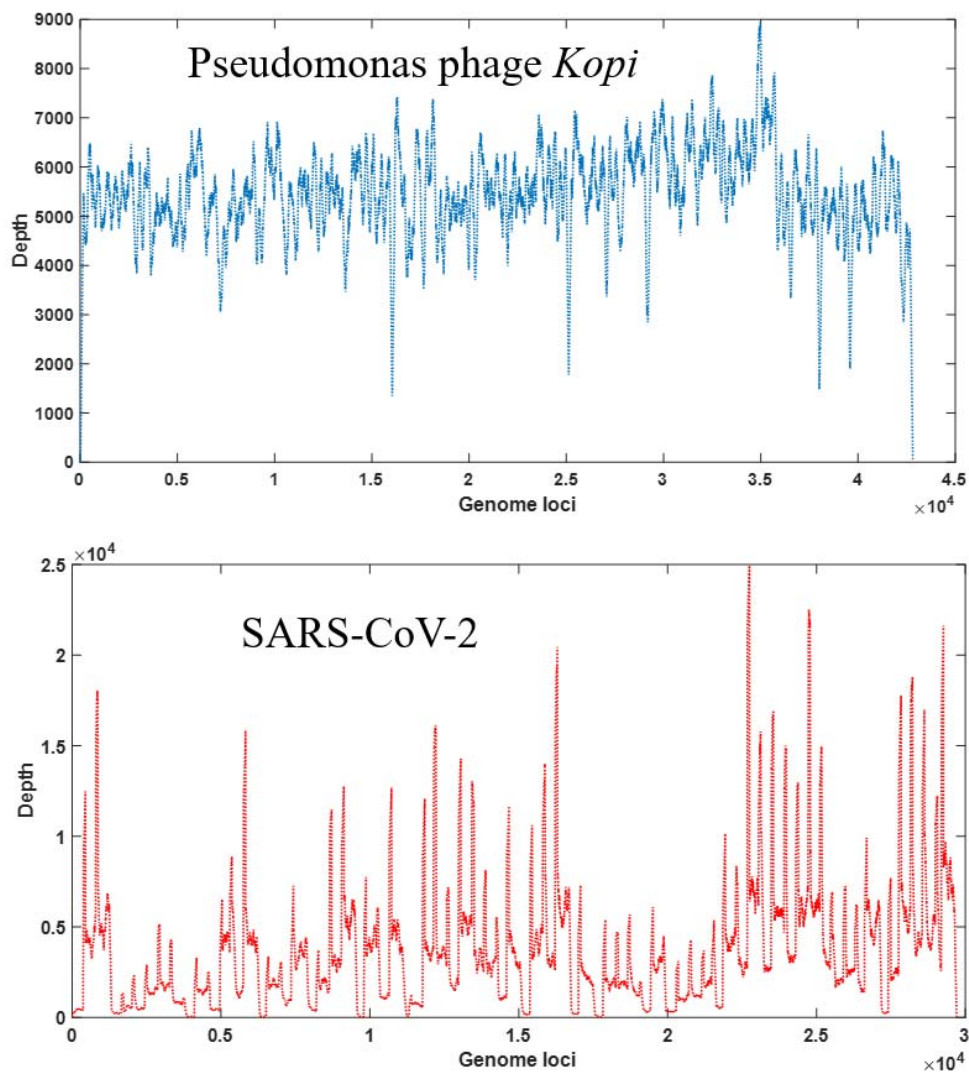 Pseudomonas phage Kopi
9000
8000
7000
6000
5000
4000
3000
2000
1000
0
Depth
0 0.5 1 1.5 2 2.5 3 3.5 4 4.5
Genome loci
×10^4
×10^4
SARS-CoV-2
2.5
2
1.5
1
0.5
0
Depth
0 0.5 1 1.5 2 2.5 3
Genome loci
×10^4